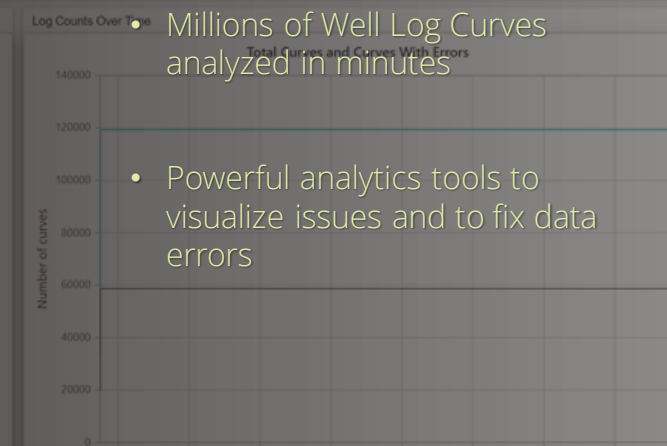 Log Counts Over Time
• Millions of Well Log Curves
analyzed in minutes
Total Curves and Curves With Errors
• Powerful analytics tools to
visualize issues and to fix data
errors
Number of curves
140000
120000
100000
80000
60000
40000
20000
0